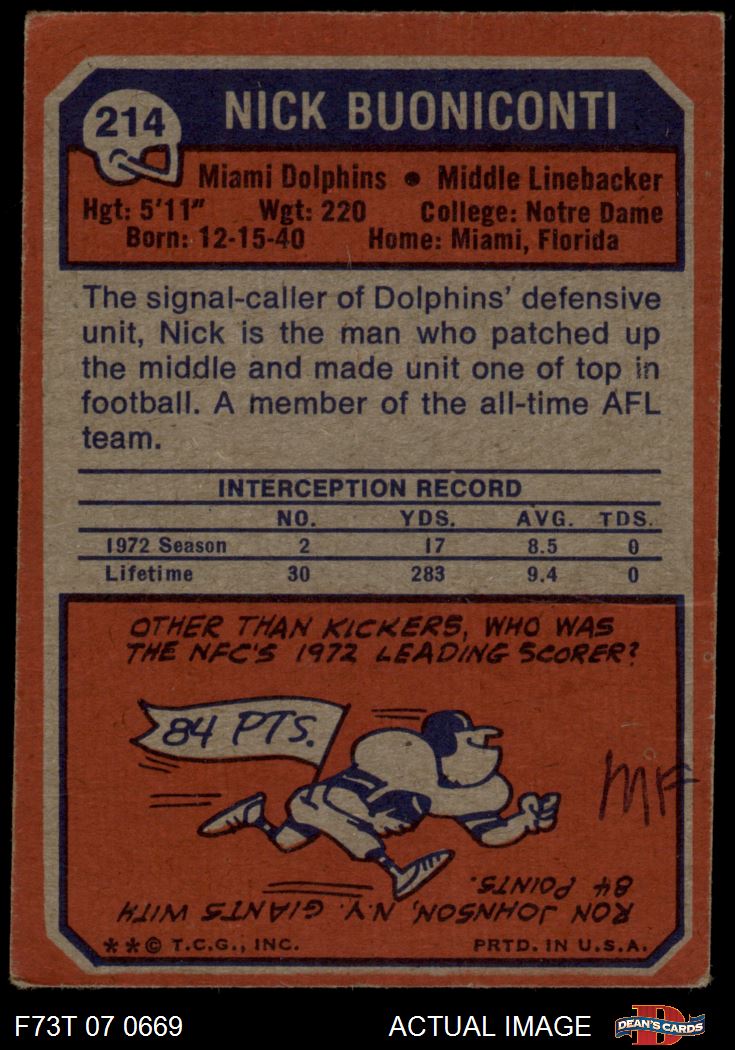 214
NICK BUONICONTI
Miami Dolphins • Middle Linebacker
Hgt: 5'11" Wgt: 220 College: Notre Dame
Born: 12-15-40 Home: Miami, Florida
The signal-caller of Dolphins' defensive
unit, Nick is the man who patched up
the middle and made unit one of top in
football. A member of the all-time AFL
team.
INTERCEPTION RECORD
NO. YDS. AVG. TDS.
1972 Season 2 17 8.5 0
Lifetime 30 283 9.4 0
OTHER THAN KICKERS, WHO WAS
THE NFC'S 1972 LEADING SCORER?
84 PTS.
MF
RON JOHNSON, N.Y. GIANTS WITH
84 POINTS.
**© T.C.G., INC. PRTD. IN U.S.A.
F73T 07 0669 ACTUAL IMAGE
D
DEAN'S CARDS